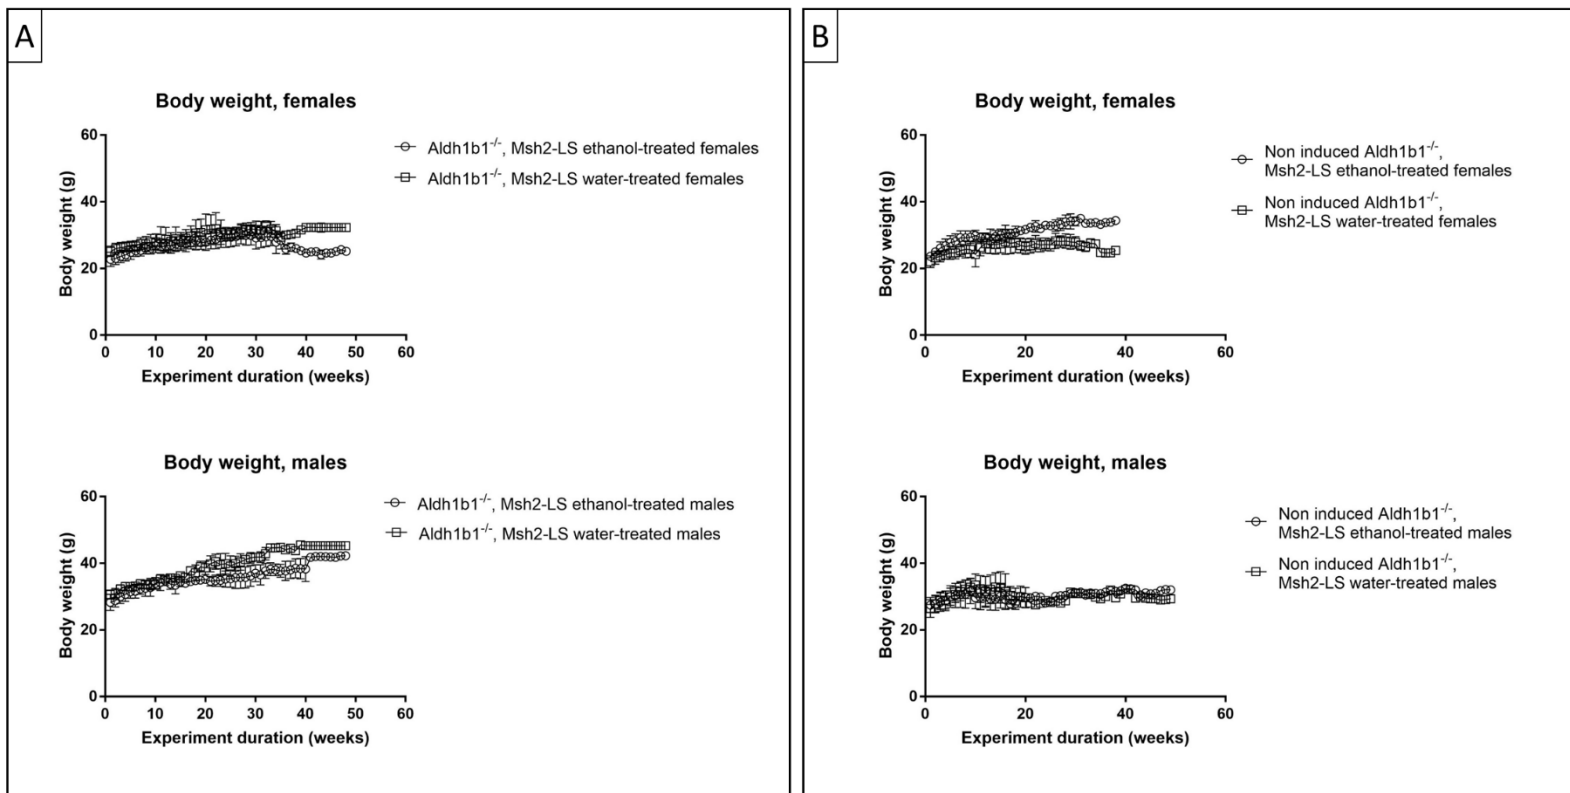 A
Body weight, females
60
40
20
0
Body weight (g)
0 10 20 30 40 50 60
Experiment duration (weeks)
Aldh1b1-/-, Msh2-LS ethanol-treated females
Aldh1b1-/-, Msh2-LS water-treated females
Body weight, males
60
40
20
0
Body weight (g)
0 10 20 30 40 50 60
Experiment duration (weeks)
Aldh1b1-/-, Msh2-LS ethanol-treated males
Aldh1b1-/-, Msh2-LS water-treated males
B
Body weight, females
60
40
20
0
Body weight (g)
0 20 40 60
Experiment duration (weeks)
Non induced Aldh1b1-/-,
Msh2-LS ethanol-treated females
Non induced Aldh1b1-/-,
Msh2-LS water-treated females
Body weight, males
60
40
20
0
Body weight (g)
0 20 40 60
Experiment duration (weeks)
Non induced Aldh1b1-/-,
Msh2-LS ethanol-treated males
Non induced Aldh1b1-/-,
Msh2-LS water-treated males